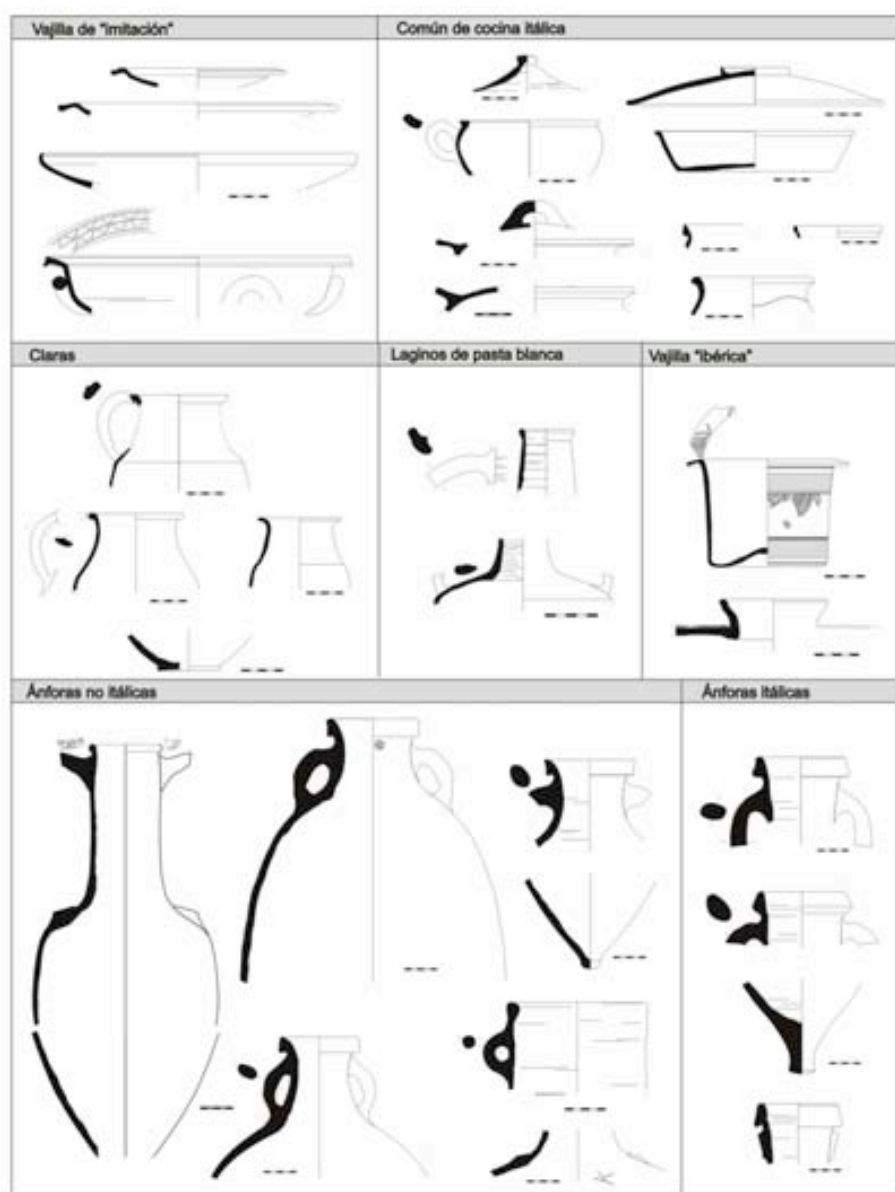 Vajilla de "imitación"
Común de cocina itálica
Claras
Laginos de pasta blanca
Vajilla "ibérica"
Ánforas no itálicas
Ánforas itálicas